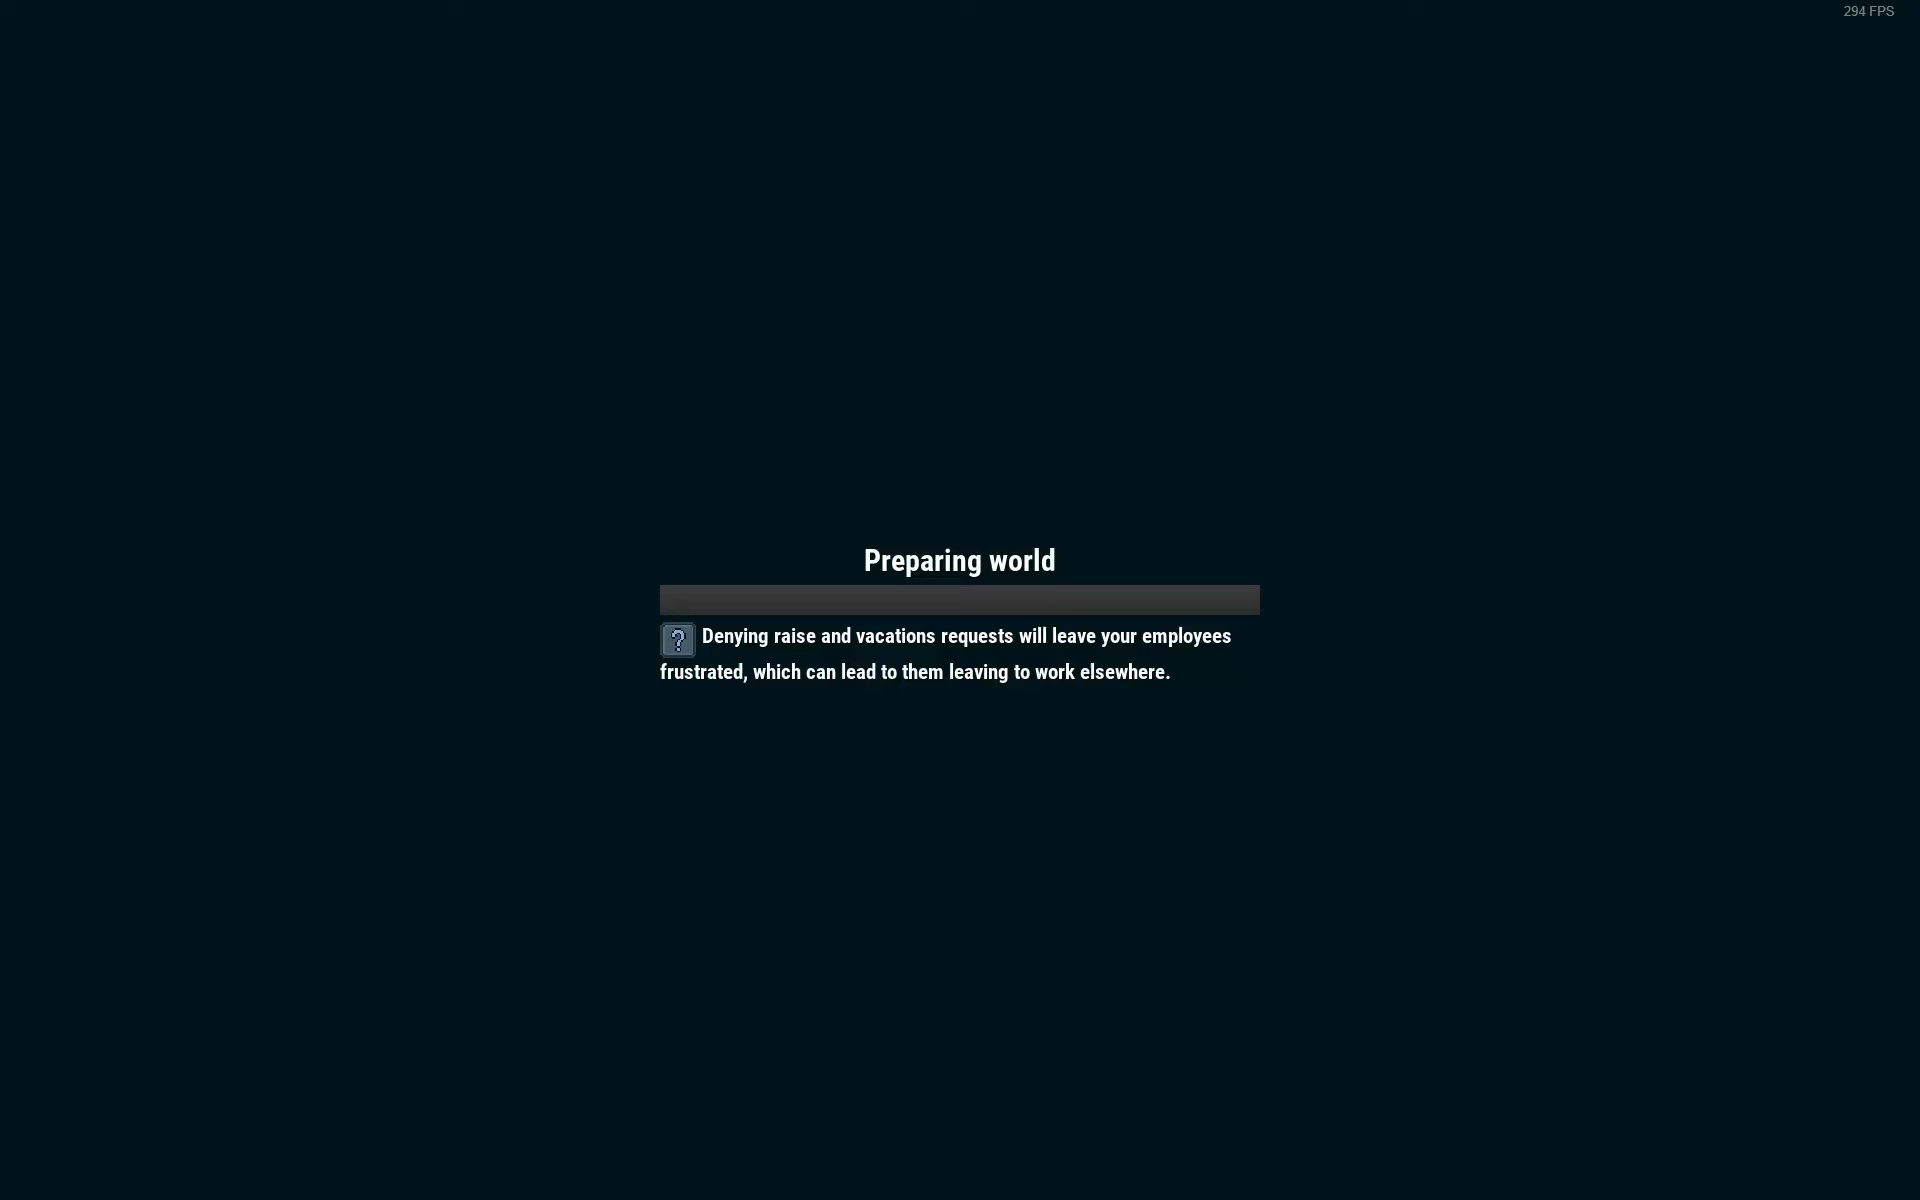 294 FPS
Preparing world
? Denying raise and vacations requests will leave your employees
frustrated, which can lead to them leaving to work elsewhere.